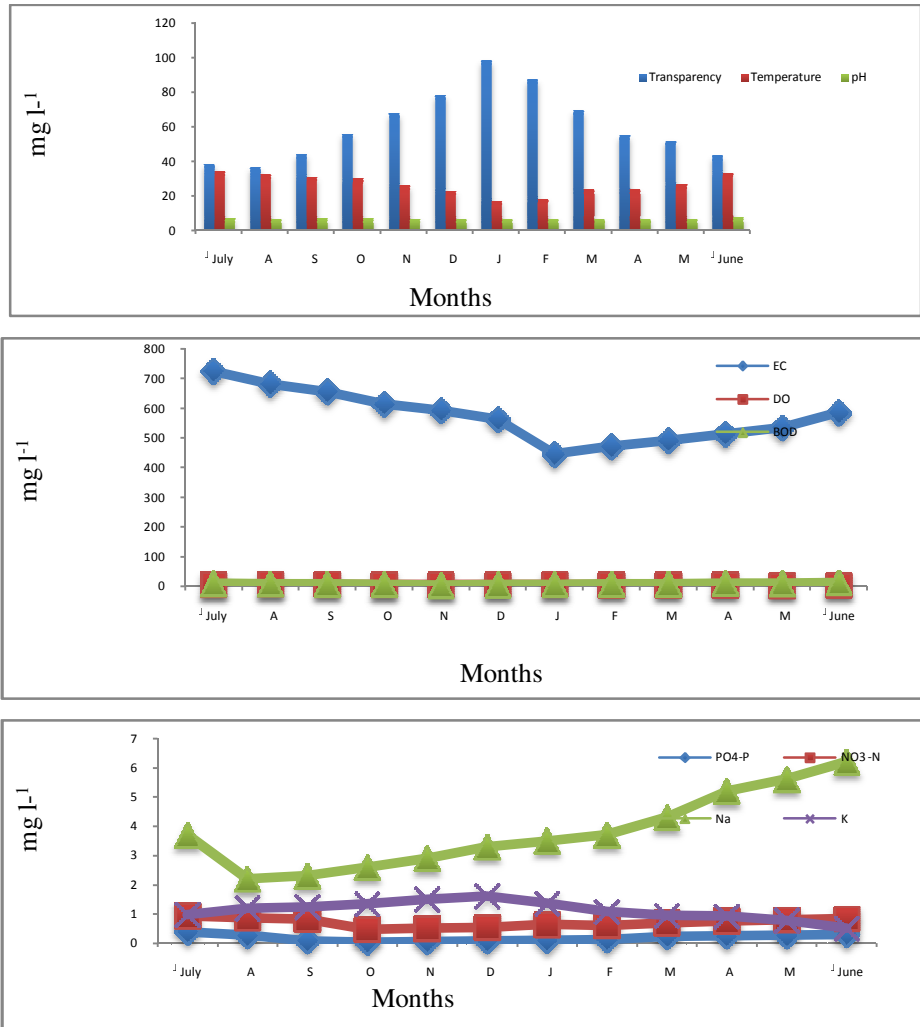 120
100
80
60
40
20
0
mg l-1
Transparency Temperature pH
┘ July A S O N D J F M A M ┘ June
Months
800
700
600
500
400
300
200
100
0
mg l-1
EC
DO
BOD
┘ July A S O N D J F M A M ┘ June
Months
7
6
5
4
3
2
1
0
mg l-1
PO4-P NO3-N
Na K
┘ July A S O N D J F M A M ┘ June
Months